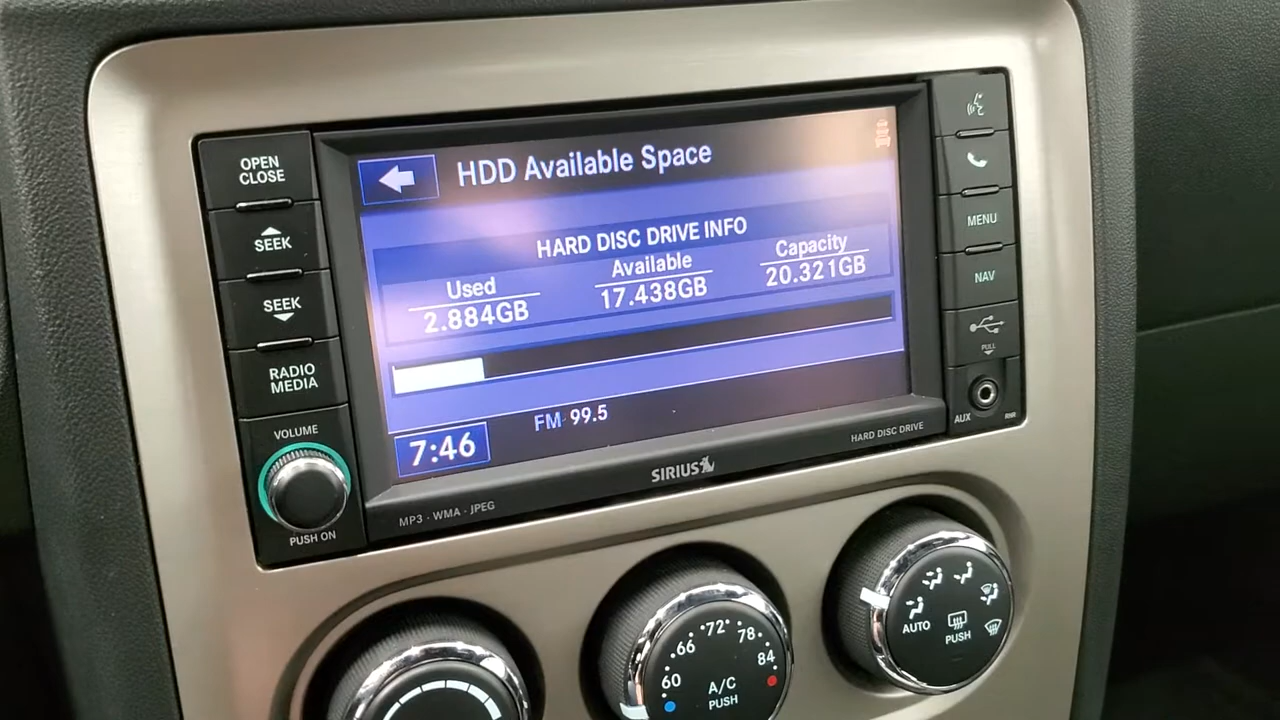 OPEN
CLOSE
SEEK
SEEK
RADIO
MEDIA
VOLUME
PUSH ON
HDD Available Space
HARD DISC DRIVE INFO
Used Available Capacity
2.884GB 17.438GB 20.321GB
FM 99.5
7:46
MP3 - WMA - JPEG
SIRIUS
HARD DISC DRIVE
MENU
NAV
PULL
AUX RHR
60 66 72 78 84
A/C
PUSH
AUTO
PUSH